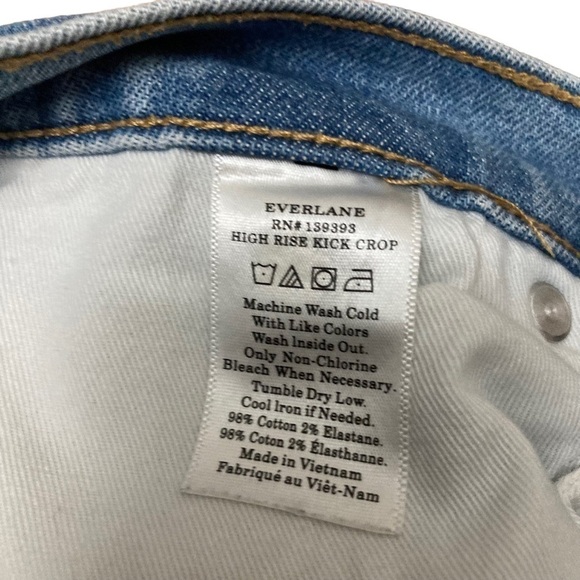 EVERLANE
RN# 139393
HIGH RISE KICK CROP
Machine Wash Cold
With Like Colors
Wash Inside Out.
Only Non-Chlorine
Bleach When Necessary.
Tumble Dry Low.
Cool Iron if Needed.
98% Cotton 2% Elastane.
98% Coton 2% Élasthanne.
Made in Vietnam
Fabriqué au Viêt-Nam